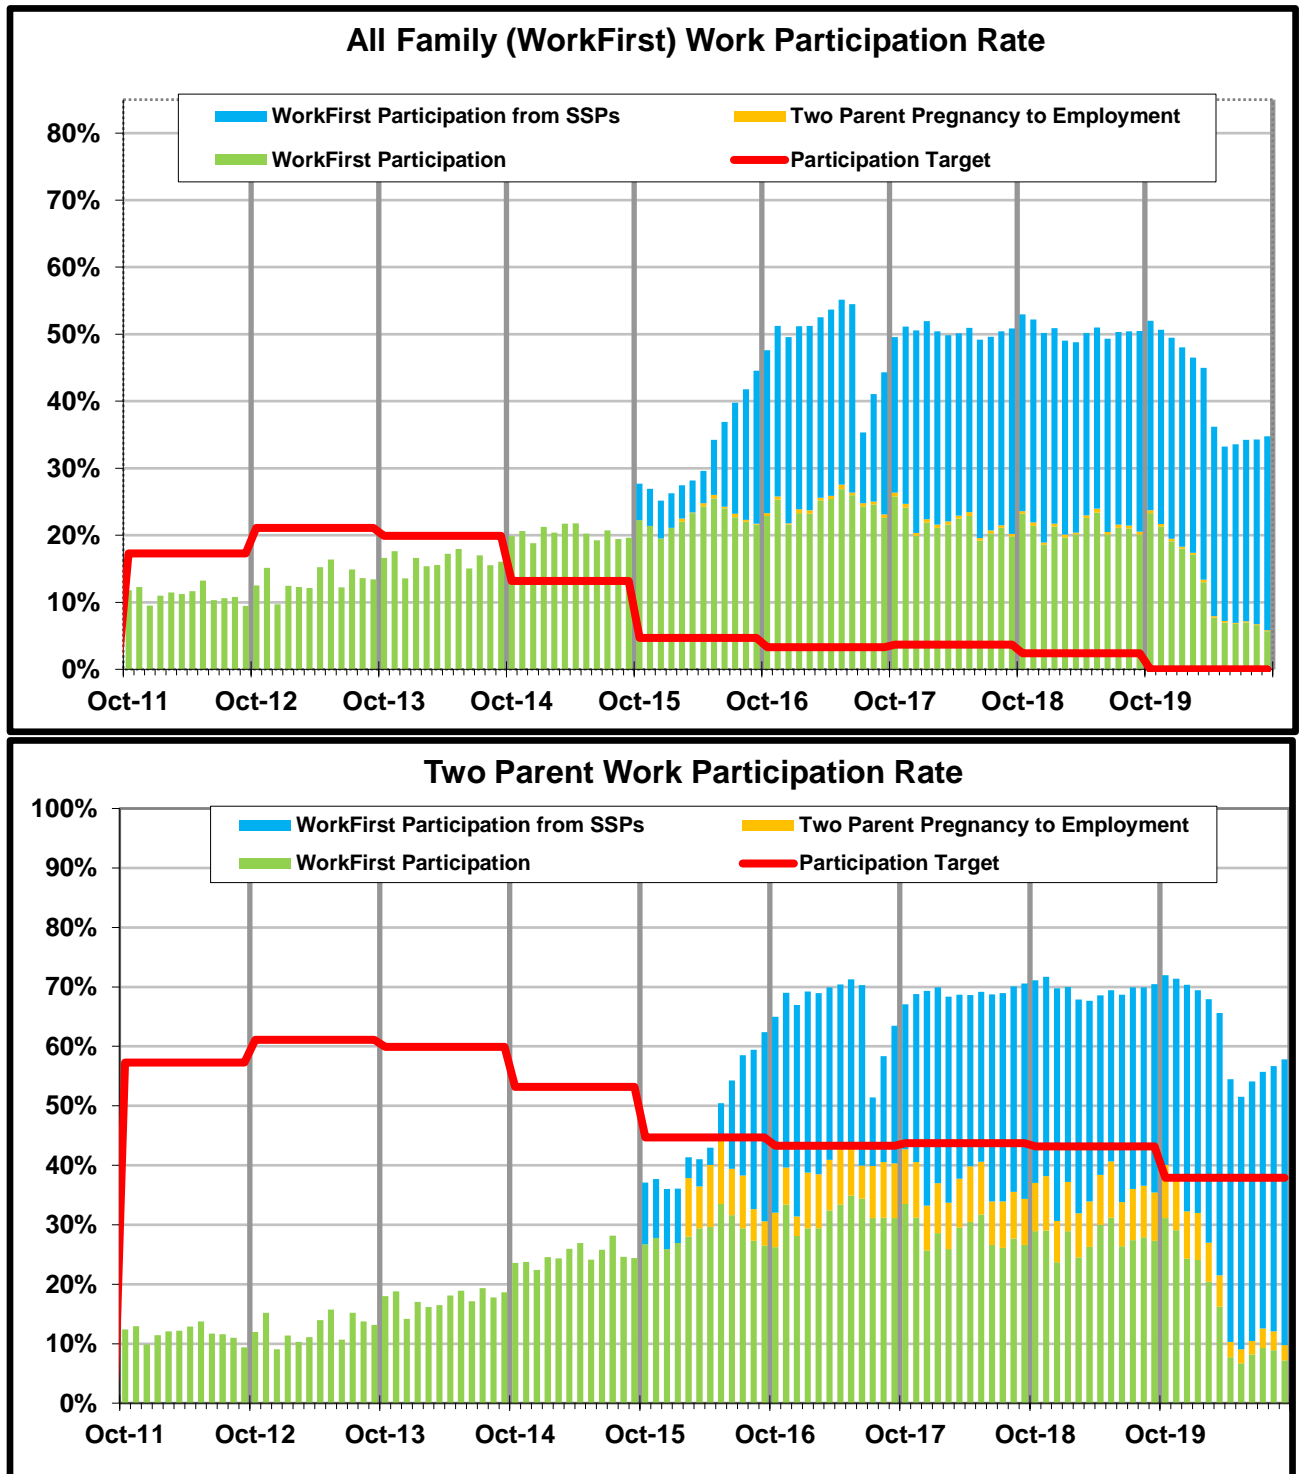 All Family (WorkFirst) Work Participation Rate
WorkFirst Participation from SSPs
Two Parent Pregnancy to Employment
WorkFirst Participation
Participation Target
80%
70%
60%
50%
40%
30%
20%
10%
0%
Oct-11 Oct-12 Oct-13 Oct-14 Oct-15 Oct-16 Oct-17 Oct-18 Oct-19
Two Parent Work Participation Rate
WorkFirst Participation from SSPs
Two Parent Pregnancy to Employment
WorkFirst Participation
Participation Target
100%
90%
80%
70%
60%
50%
40%
30%
20%
10%
0%
Oct-11 Oct-12 Oct-13 Oct-14 Oct-15 Oct-16 Oct-17 Oct-18 Oct-19